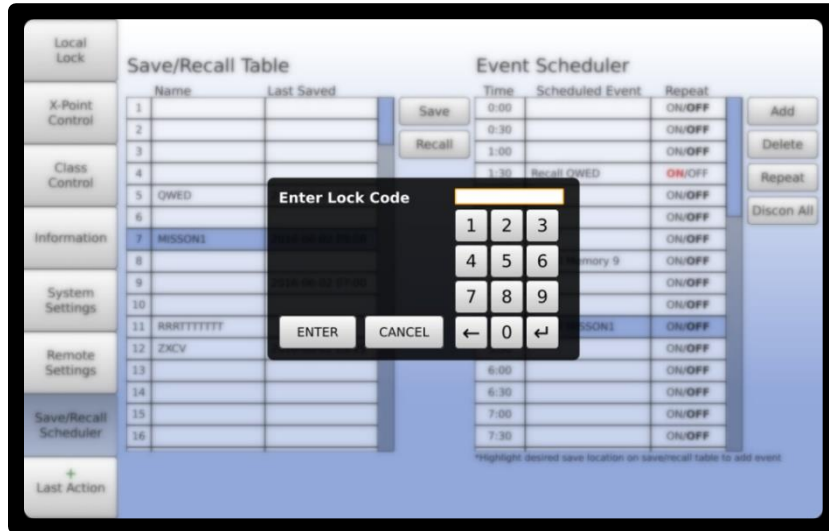 Local
Lock
X-Point
Control
Class
Control
Information
System
Settings
Remote
Settings
Save/Recall
Scheduler
+
Last Action
Save/Recall Table
Name Last Saved
1
2
3
4
5 QWED
6
7 MISSON1
8
9
10
11 RRRTTTTTTT
12 ZXCV
13
14
15
16
Save
Recall
Event Scheduler
Time Scheduled Event Repeat
0:00 ON/OFF
0:30 ON/OFF
1:00 ON/OFF
1:30 Recall QWED ON/OFF
ON/OFF
ON/OFF
ON/OFF
Memory 9 ON/OFF
ON/OFF
ON/OFF
ON/OFF
ON/OFF
6:00 ON/OFF
6:30 ON/OFF
7:00 ON/OFF
7:30 ON/OFF
*Highlight desired save location on save/recall table to add event
Add
Delete
Repeat
Discon All
Enter Lock Code
1 2 3
4 5 6
7 8 9
← 0 ↵
ENTER CANCEL